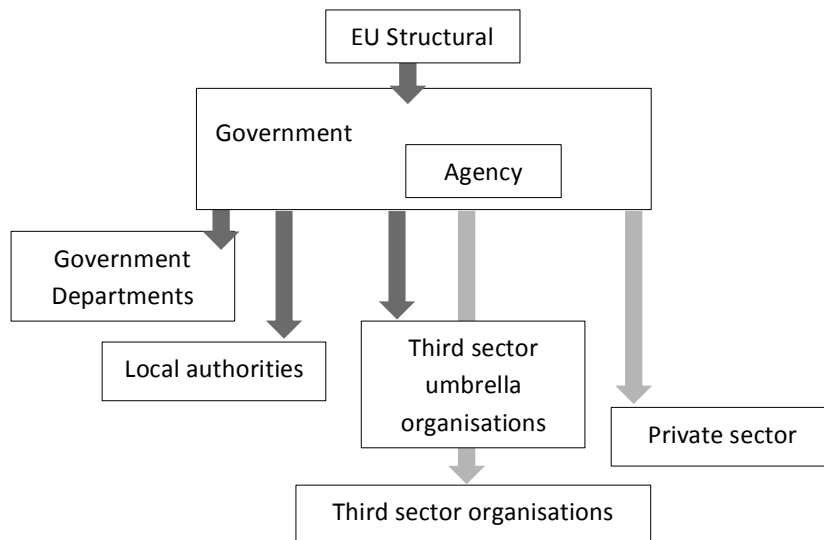 EU Structural
Government
Agency
Government
Departments
Local authorities
Third sector
umbrella
organisations
Private sector
Third sector organisations